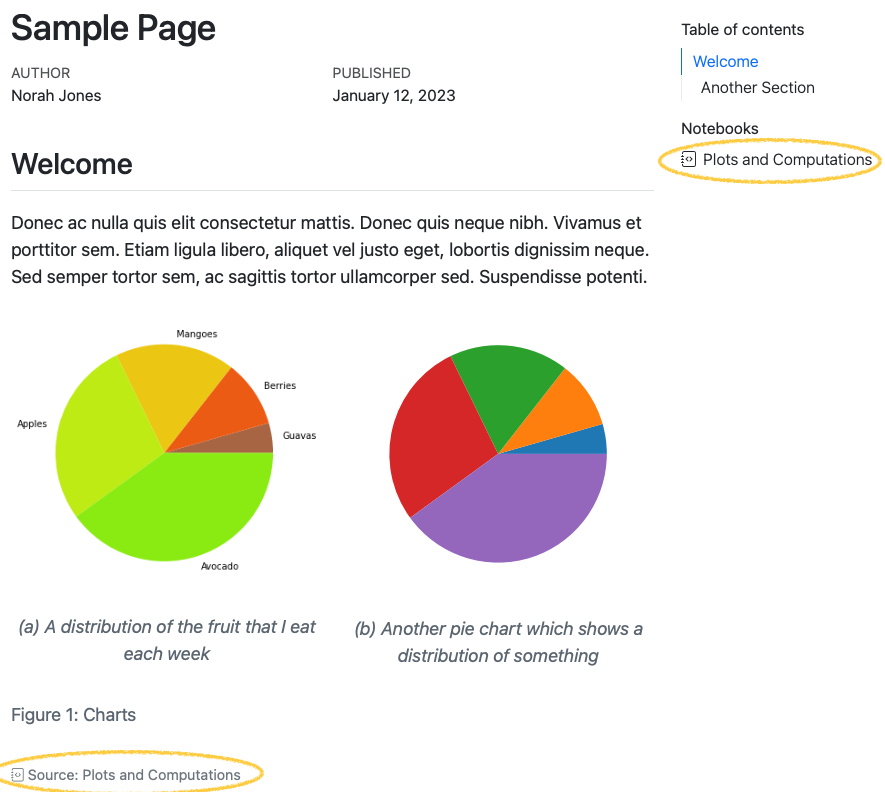 Sample Page
AUTHOR
Norah Jones
PUBLISHED
January 12, 2023
Welcome
Donec ac nulla quis elit consectetur mattis. Donec quis neque nibh. Vivamus et
porttitor sem. Etiam ligula libero, aliquet vel justo eget, lobortis dignissim neque.
Sed semper tortor sem, ac sagittis tortor ullamcorper sed. Suspendisse potenti.
Mangoes
Berries
Apples
Guavas
Avocado
(a) A distribution of the fruit that I eat
each week
(b) Another pie chart which shows a
distribution of something
Figure 1: Charts
Source: Plots and Computations
Table of contents
Welcome
Another Section
Notebooks
Plots and Computations